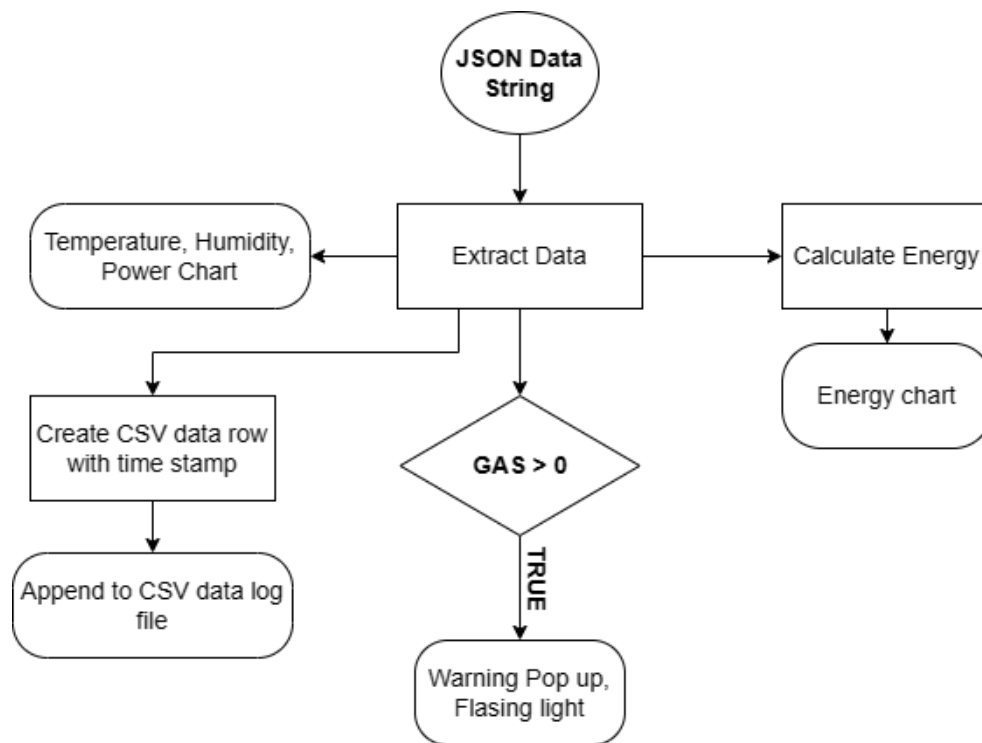 JSON Data
String
Temperature, Humidity,
Power Chart
Extract Data
Calculate Energy
Energy chart
Create CSV data row
with time stamp
GAS > 0
Append to CSV data log
file
TRUE
Warning Pop up,
Flasing light